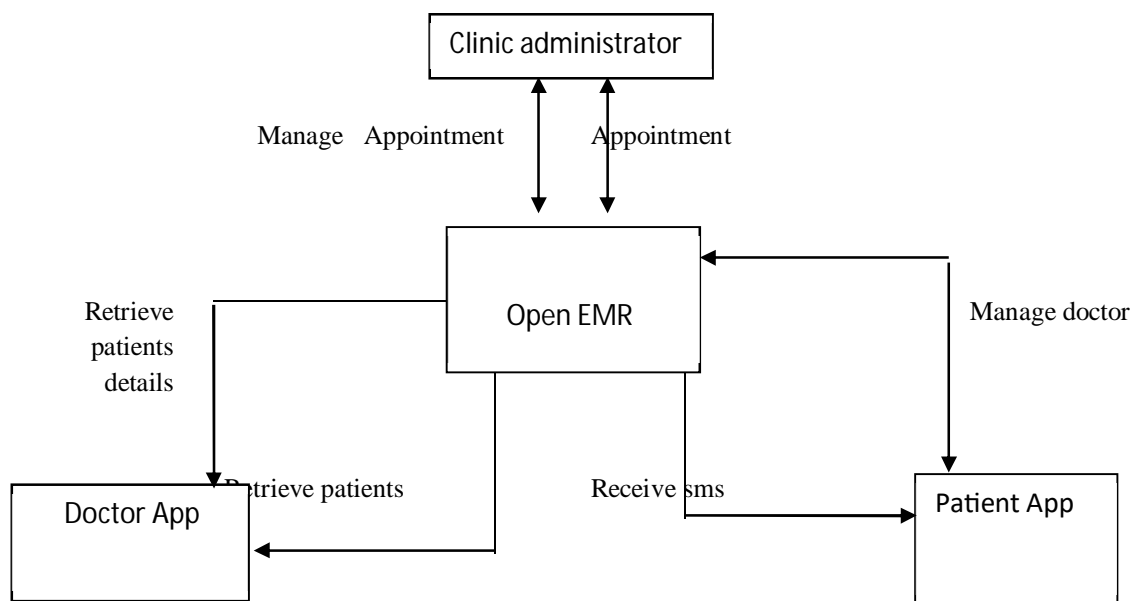 Clinic administrator
Manage Appointment
Appointment
Open EMR
Retrieve
patients
details
Manage doctor
Retrieve patients
Receive sms
Doctor App
Patient App